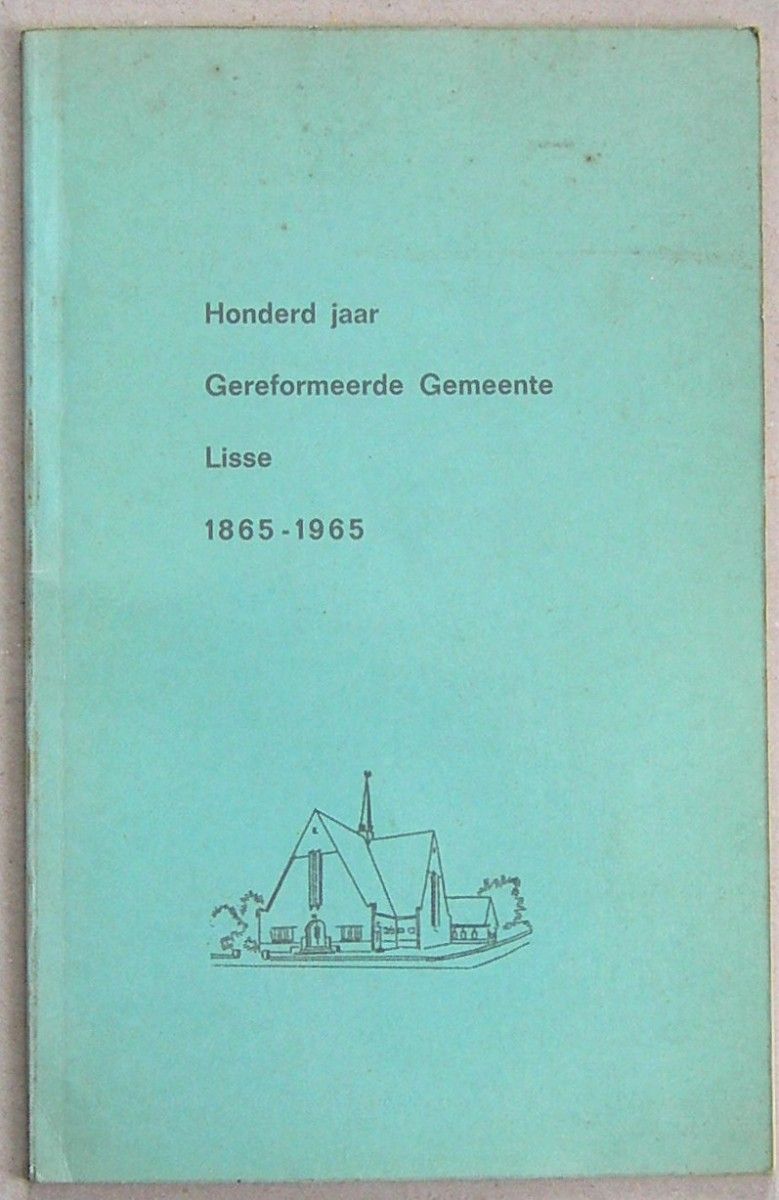 Honderd jaar
Gereformeerde Gemeente
Lisse
1865-1965